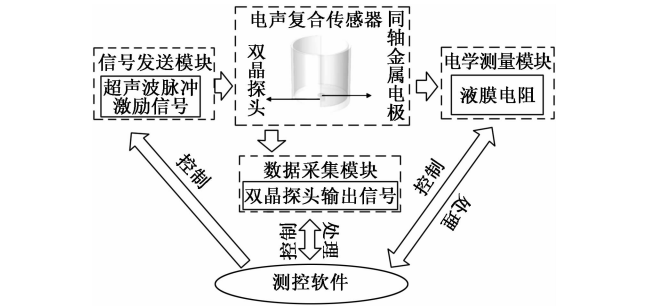 信号发送模块
超声波脉冲
激励信号
电声复合传感器
双晶探头
同轴金属电极
电学测量模块
液膜电阻
数据采集模块
双晶探头输出信号
控制
控制
处理
控制
处理
测控软件